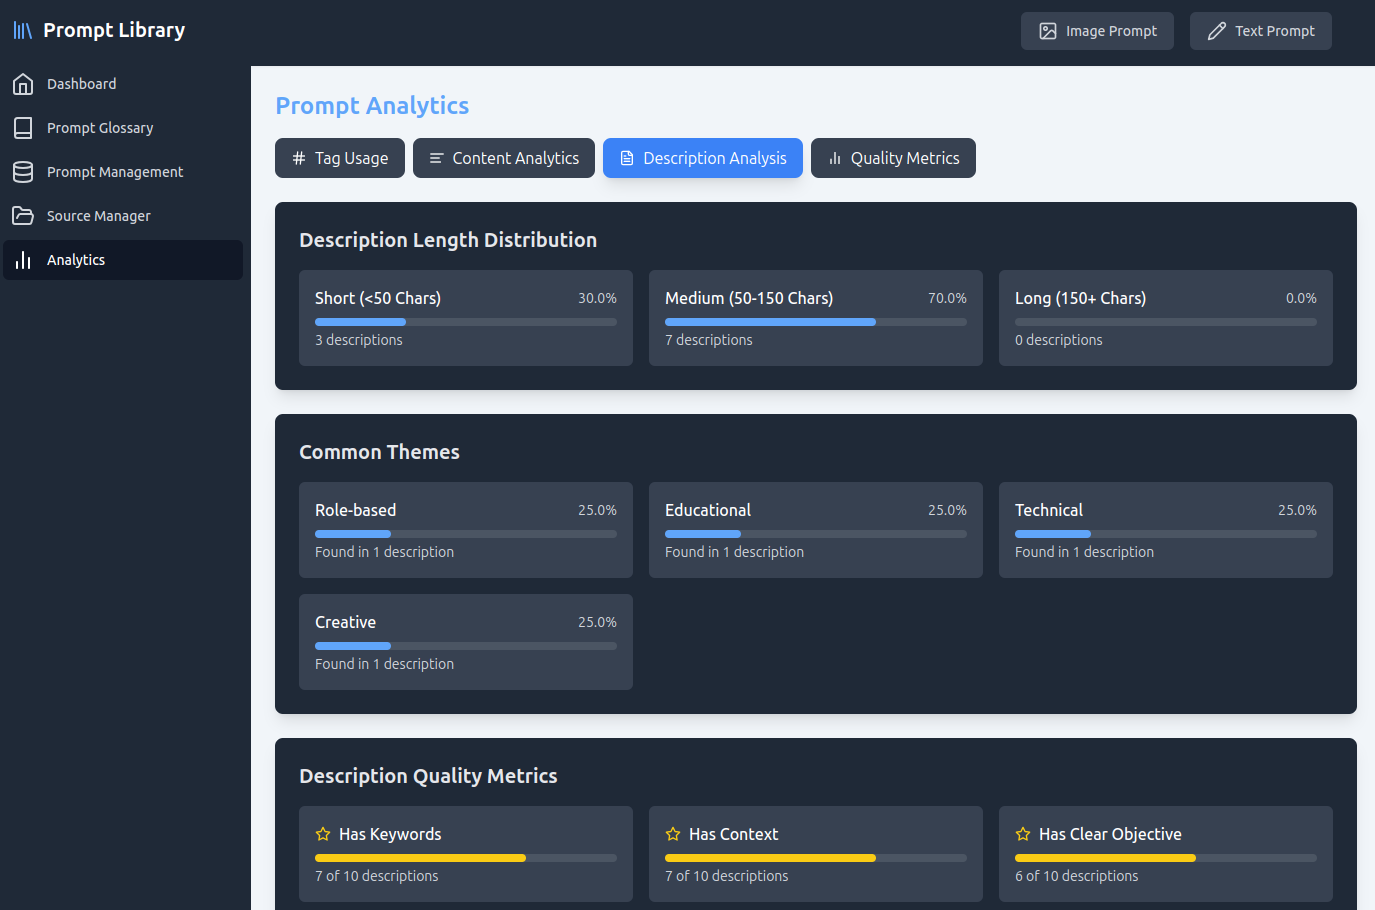 Prompt Library
Image Prompt
Text Prompt
Dashboard
Prompt Glossary
Prompt Management
Source Manager
Analytics
Prompt Analytics
Tag Usage
Content Analytics
Description Analysis
Quality Metrics
Description Length Distribution
Short (<50 Chars) 30.0%
3 descriptions
Medium (50-150 Chars) 70.0%
7 descriptions
Long (150+ Chars) 0.0%
0 descriptions
Common Themes
Role-based 25.0%
Found in 1 description
Educational 25.0%
Found in 1 description
Technical 25.0%
Found in 1 description
Creative 25.0%
Found in 1 description
Description Quality Metrics
Has Keywords
7 of 10 descriptions
Has Context
7 of 10 descriptions
Has Clear Objective
6 of 10 descriptions